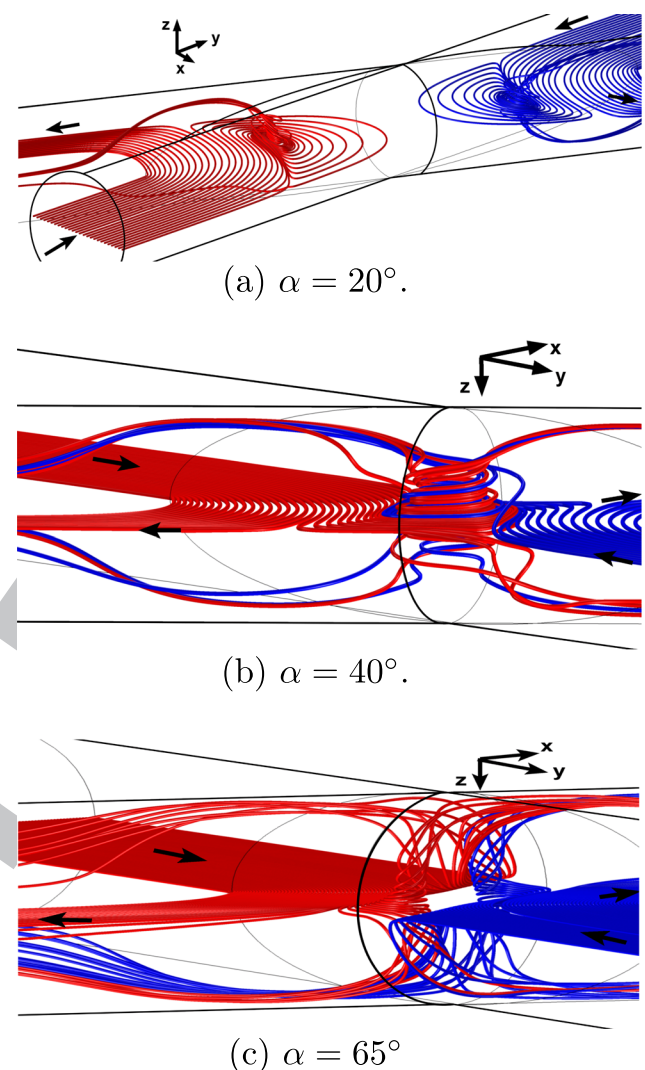 z
y
x
(a) α = 20°.
x
y
z
(b) α = 40°.
x
y
z
(c) α = 65°